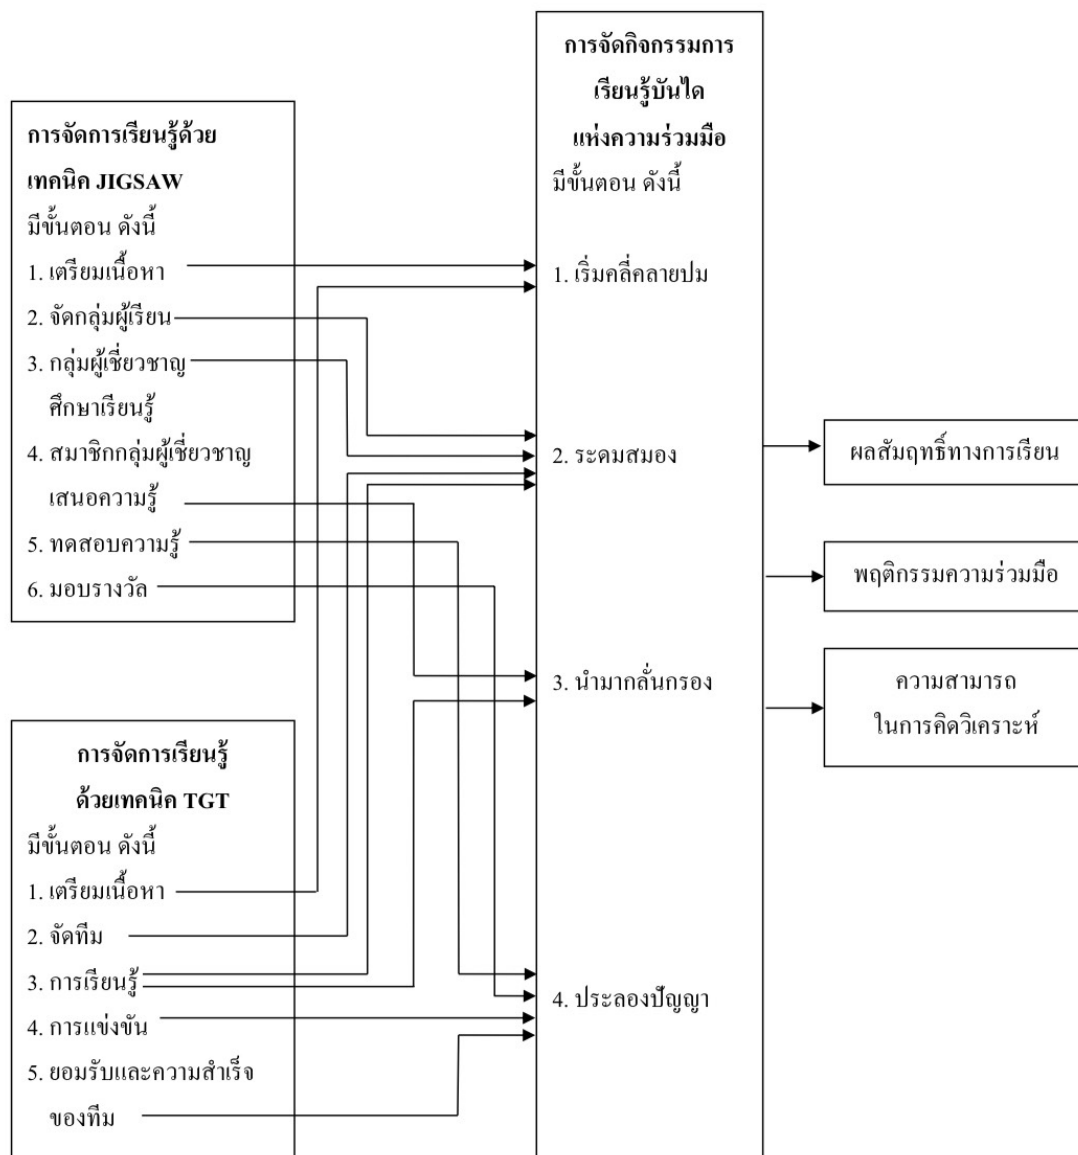 การจัดการเรียนรู้ด้วย
เทคนิค JIGSAW
มีขั้นตอน ดังนี้
1. เตรียมเนื้อหา
2. จัดกลุ่มผู้เรียน
3. กลุ่มผู้เชี่ยวชาญ
ศึกษาเรียนรู้
4. สมาชิกกลุ่มผู้เชี่ยวชาญ
เสนอความรู้
5. ทดสอบความรู้
6. มอบรางวัล
การจัดการเรียนรู้
ด้วยเทคนิค TGT
มีขั้นตอน ดังนี้
1. เตรียมเนื้อหา
2. จัดทีม
3. การเรียนรู้
4. การแข่งขัน
5. ยอมรับและความสำเร็จ
ของทีม
การจัดกิจกรรมการ
เรียนรู้บันได
แห่งความร่วมมือ
มีขั้นตอน ดังนี้
1. เริ่มคลี่คลายปม
2. ระดมสมอง
3. นำมากลั่นกรอง
4. ประลองปัญญา
ผลสัมฤทธิ์ทางการเรียน
พฤติกรรมความร่วมมือ
ความสามารถ
ในการคิดวิเคราะห์